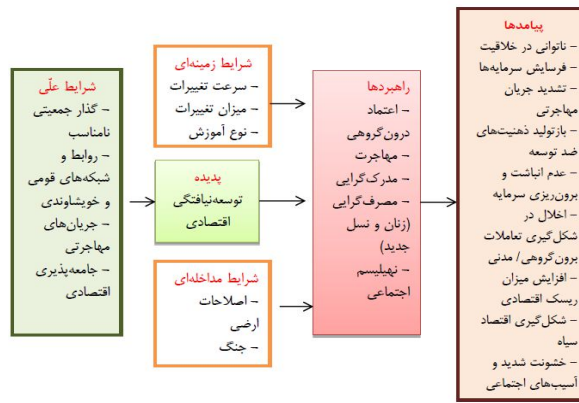 شرایط علّی
– گذار جمعیتی
نامناسب
– روابط و
شبکه‌های قومی
و خویشاوندی
– جریان‌های
مهاجرتی
– جامعه‌پذیری
اقتصادی
شرایط زمینه‌ای
– سرعت تغییرات
– میزان تغییرات
– نوع آموزش
پدیده
توسعه‌نیافتگی
اقتصادی
شرایط مداخله‌ای
– اصلاحات
ارضی
– جنگ
راهبردها
– اعتماد
درون‌گروهی
– مهاجرت
– مدرک‌گرایی
– مصرف‌گرایی
(زنان و نسل
جدید)
– نهیلیسم
اجتماعی
پیامدها
– ناتوانی در خلاقیت
– فرسایش سرمایه‌ها
– تشدید جریان
مهاجرتی
– بازتولید ذهنیت‌های
ضد توسعه
– عدم انباشت و
برون‌ریزی سرمایه
– اخلال در
شکل‌گیری تعاملات
برون‌گروهی/ مدنی
– افزایش میزان
ریسک اقتصادی
– شکل‌گیری اقتصاد
سیاه
– خشونت شدید و
آسیب‌های اجتماعی